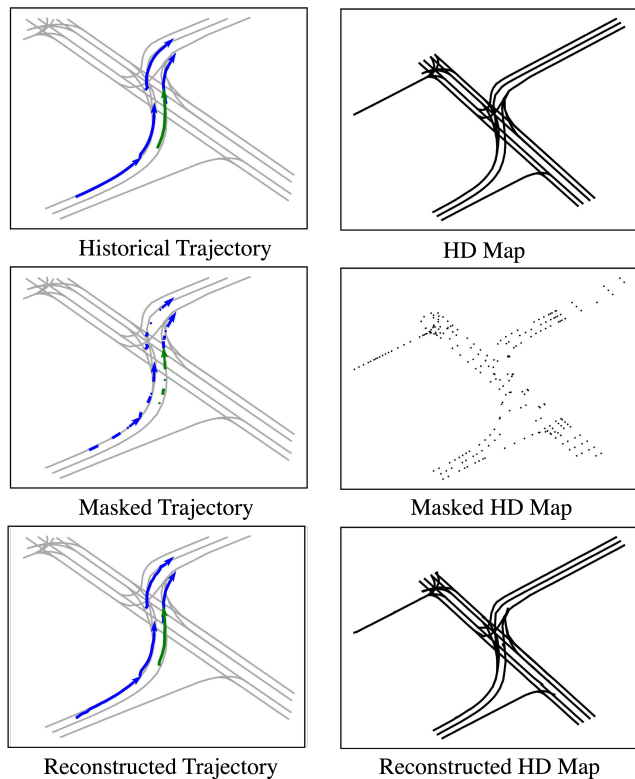 Historical Trajectory
HD Map
Masked Trajectory
Masked HD Map
Reconstructed Trajectory
Reconstructed HD Map